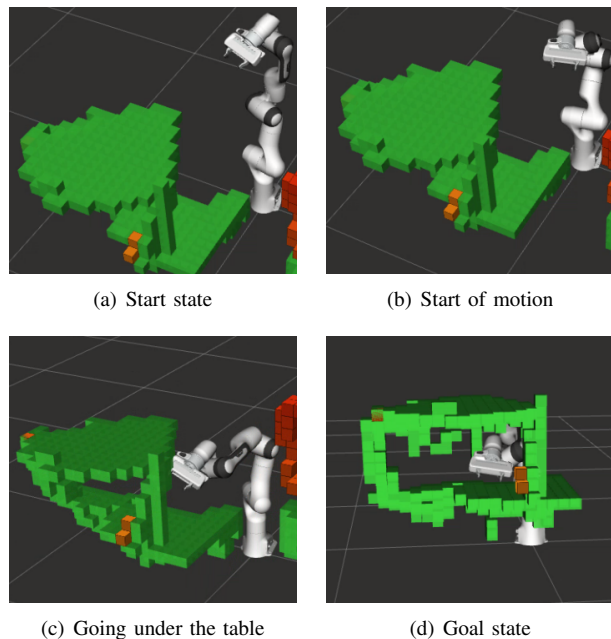 (a) Start state
(b) Start of motion
(c) Going under the table
(d) Goal state